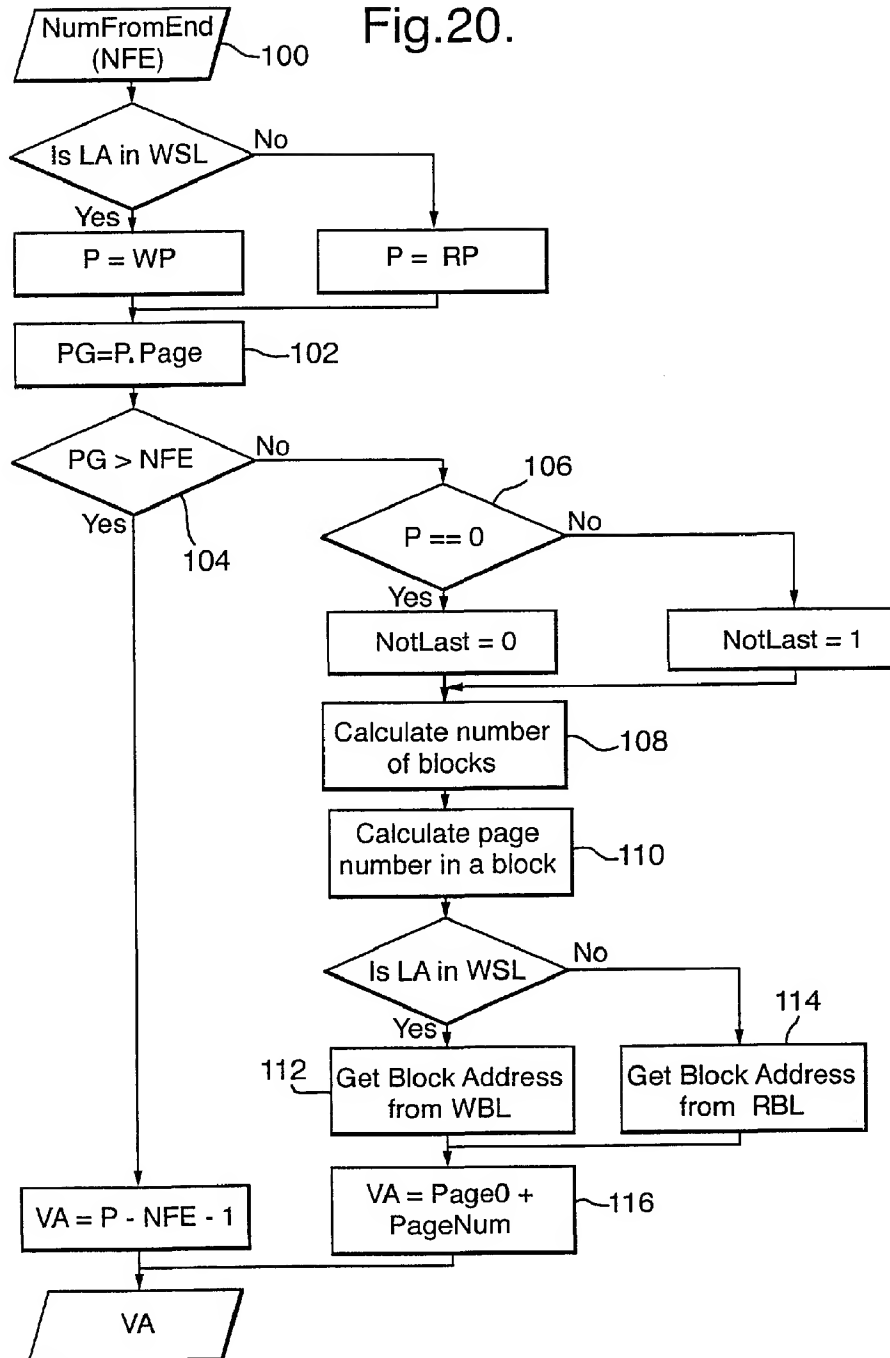 Fig.20.
NumFromEnd
(NFE)
100
Is LA in WSL
No
Yes
P = WP
P = RP
PG=P.Page
102
PG > NFE
No
Yes
104
106
P == 0
No
Yes
NotLast = 0
NotLast = 1
Calculate number
of blocks
108
Calculate page
number in a block
110
Is LA in WSL
No
Yes
114
112
Get Block Address
from WBL
Get Block Address
from RBL
VA = P - NFE - 1
VA = Page0 +
PageNum
116
VA